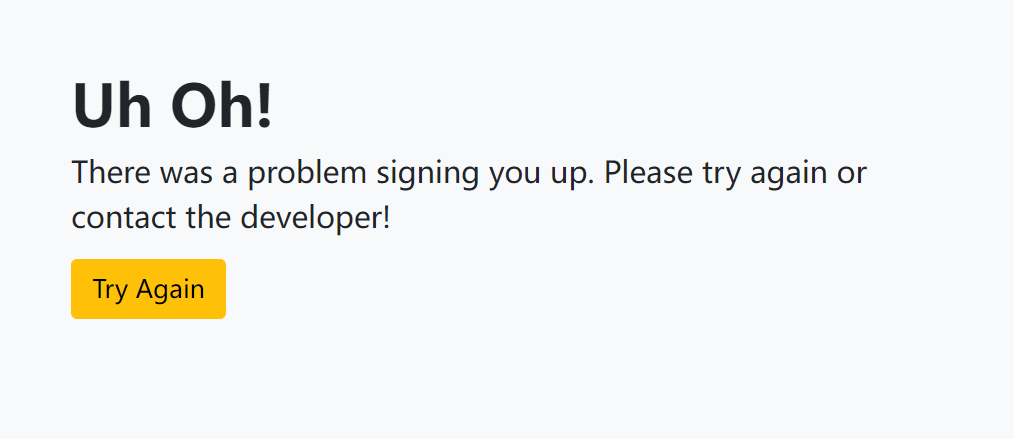 Uh Oh!
There was a problem signing you up. Please try again or
contact the developer!
Try Again